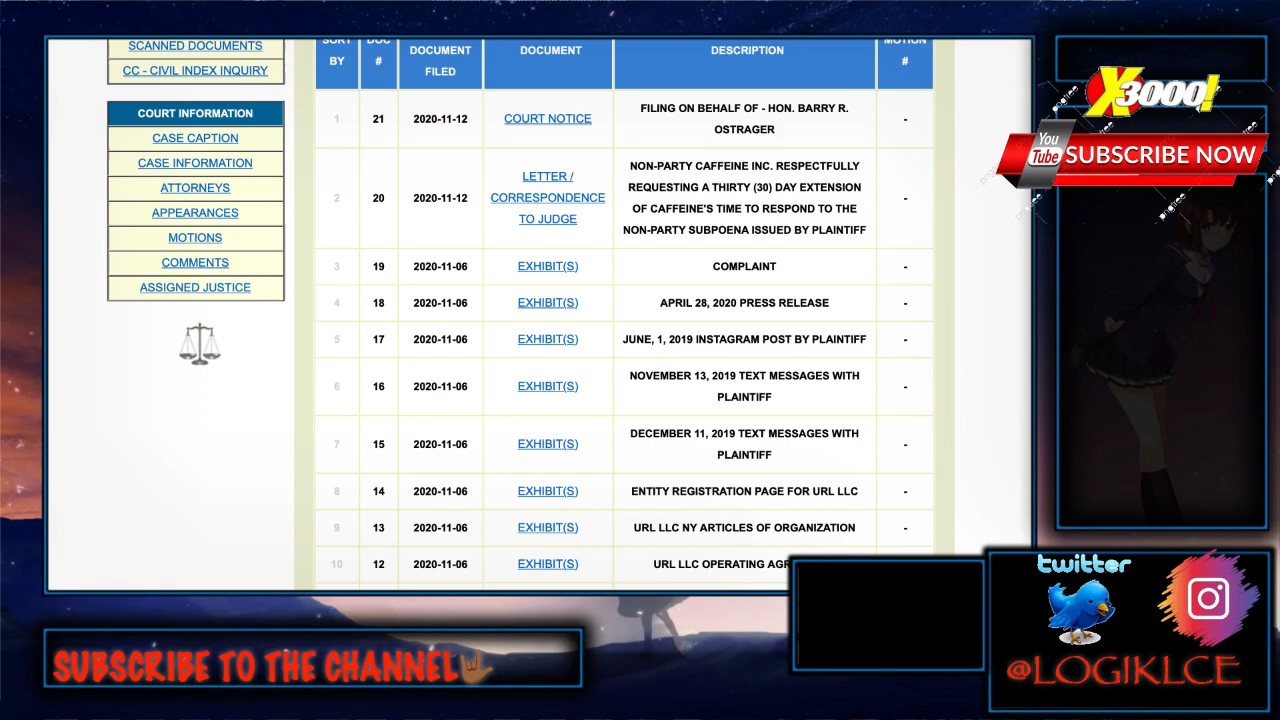 SCANNED DOCUMENTS
CC - CIVIL INDEX INQUIRY
COURT INFORMATION
CASE CAPTION
CASE INFORMATION
ATTORNEYS
APPEARANCES
MOTIONS
COMMENTS
ASSIGNED JUSTICE
SORT BY
DOC #
DOCUMENT FILED
DOCUMENT
DESCRIPTION
MOTION #
1 21 2020-11-12 COURT NOTICE FILING ON BEHALF OF - HON. BARRY R.
OSTRAGER -
2 20 2020-11-12 LETTER /
CORRESPONDENCE
TO JUDGE
NON-PARTY CAFFEINE INC. RESPECTFULLY
REQUESTING A THIRTY (30) DAY EXTENSION
OF CAFFEINE'S TIME TO RESPOND TO THE
NON-PARTY SUBPOENA ISSUED BY PLAINTIFF -
3 19 2020-11-06 EXHIBIT(S) COMPLAINT -
4 18 2020-11-06 EXHIBIT(S) APRIL 28, 2020 PRESS RELEASE -
5 17 2020-11-06 EXHIBIT(S) JUNE, 1, 2019 INSTAGRAM POST BY PLAINTIFF -
6 16 2020-11-06 EXHIBIT(S) NOVEMBER 13, 2019 TEXT MESSAGES WITH
PLAINTIFF -
7 15 2020-11-06 EXHIBIT(S) DECEMBER 11, 2019 TEXT MESSAGES WITH
PLAINTIFF -
8 14 2020-11-06 EXHIBIT(S) ENTITY REGISTRATION PAGE FOR URL LLC -
9 13 2020-11-06 EXHIBIT(S) URL LLC NY ARTICLES OF ORGANIZATION -
10 12 2020-11-06 EXHIBIT(S) URL LLC OPERATING
X3000!
You
Tube SUBSCRIBE NOW
twitter
@LOGIKLCE
SUBSCRIBE TO THE CHANNEL